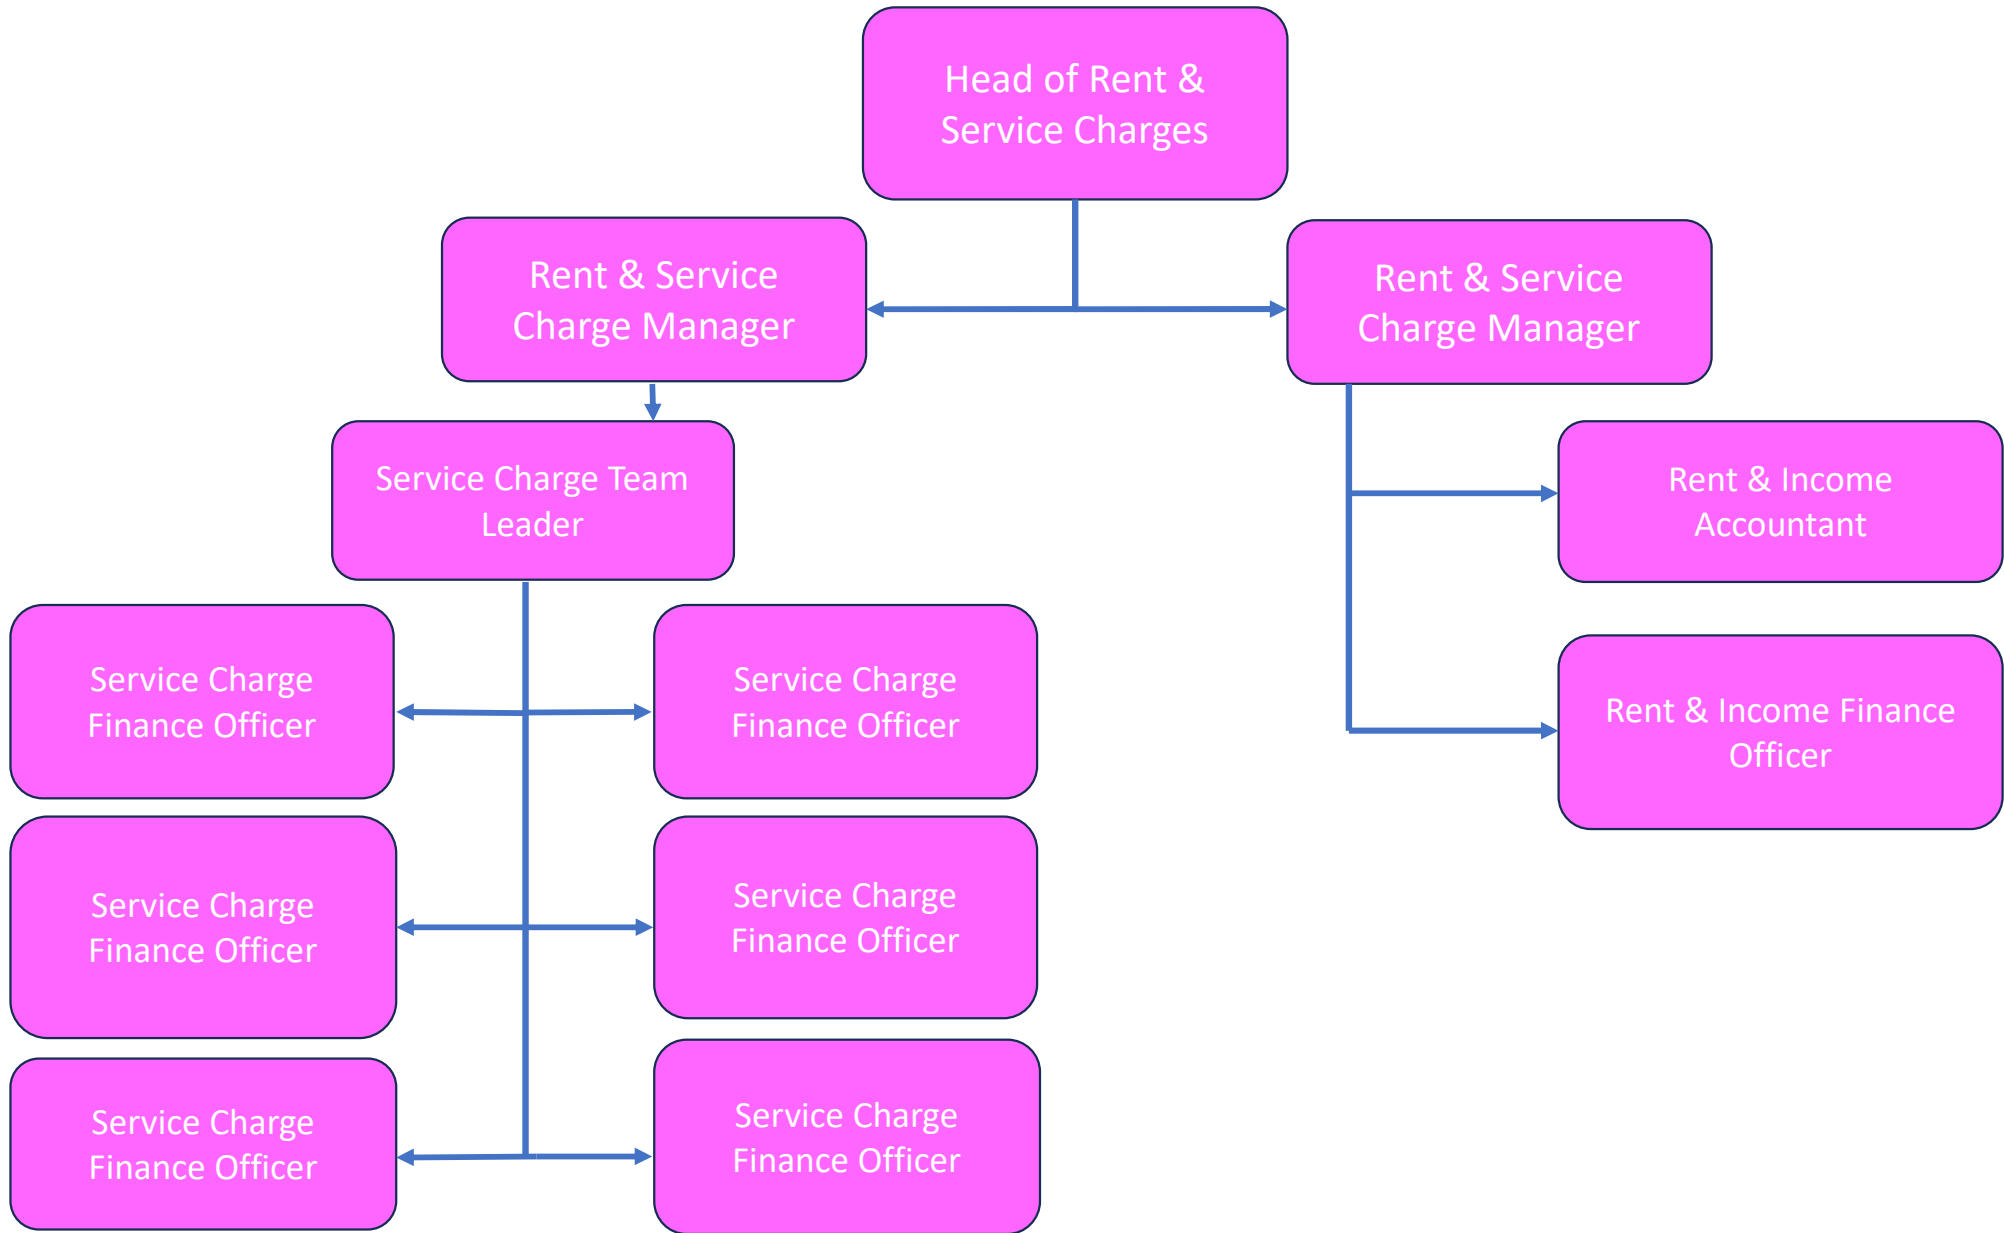 Head of Rent &
Service Charges
Rent & Service
Charge Manager
Rent & Service
Charge Manager
Service Charge Team
Leader
Rent & Income
Accountant
Service Charge
Finance Officer
Service Charge
Finance Officer
Rent & Income Finance
Officer
Service Charge
Finance Officer
Service Charge
Finance Officer
Service Charge
Finance Officer
Service Charge
Finance Officer